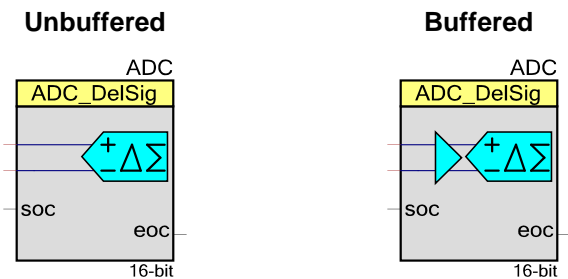 Unbuffered Buffered
ADC ADC
ADC_DelSig ADC_DelSig
+ +
−ΔΣ −ΔΣ
soc soc
eoc eoc
16-bit 16-bit